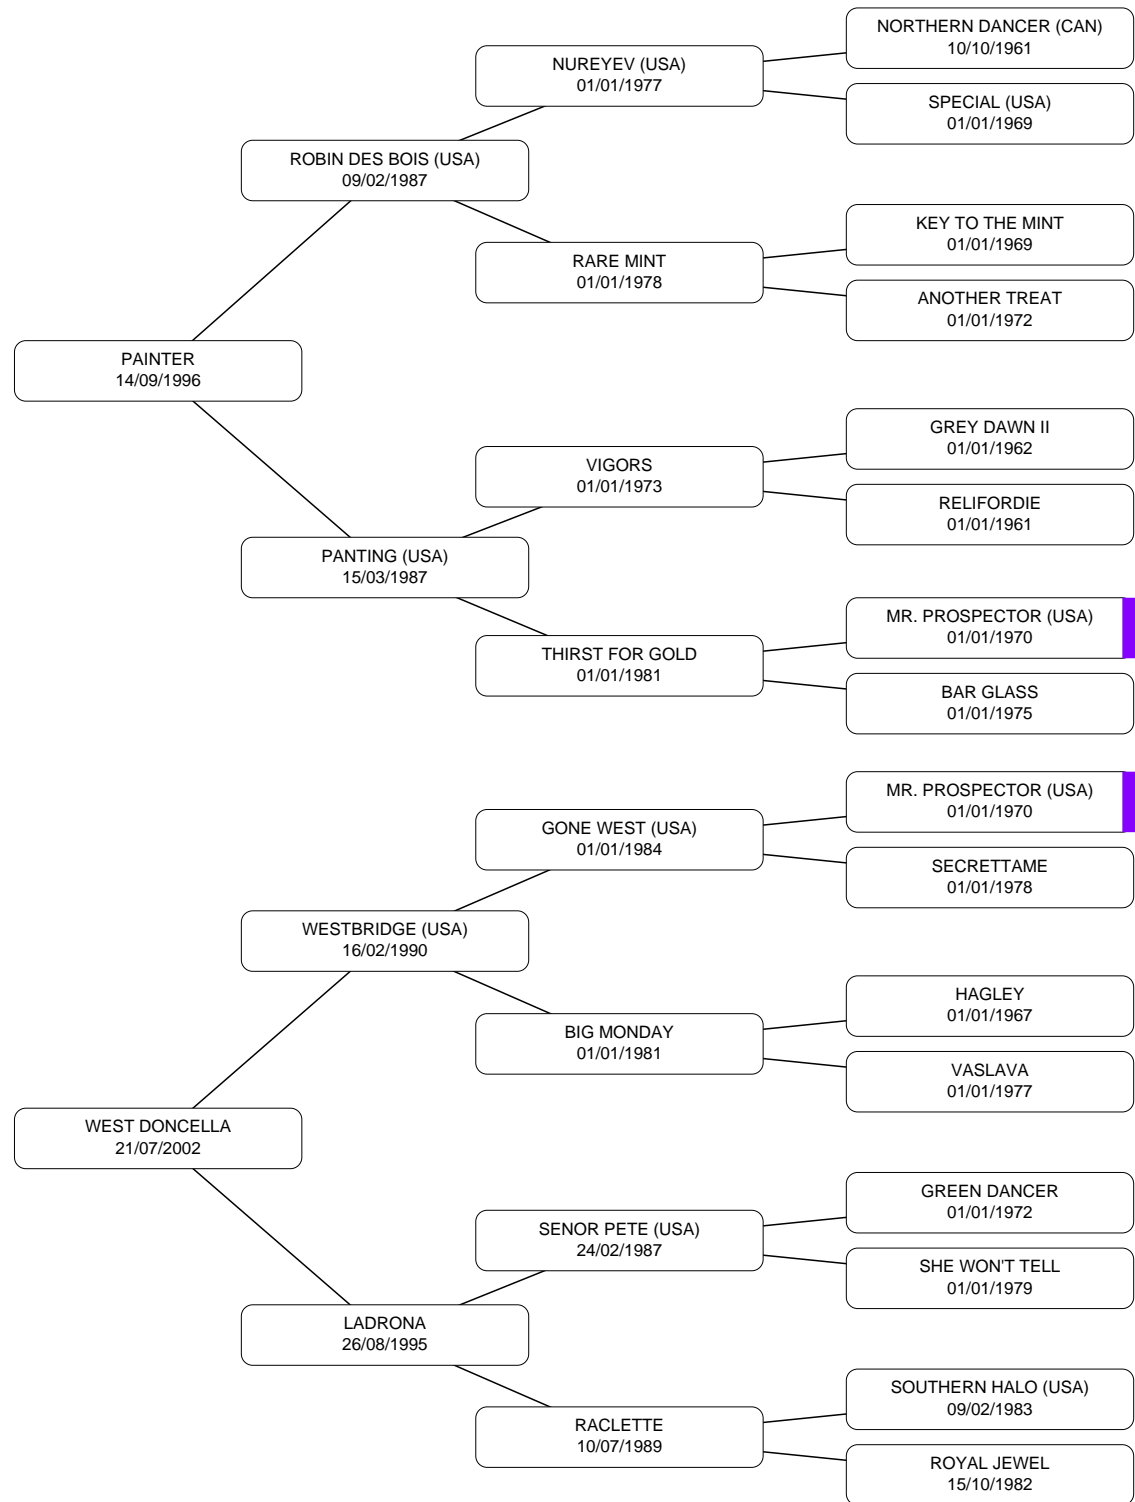 NORTHERN DANCER (CAN)
10/10/1961
NUREYEV (USA)
01/01/1977
SPECIAL (USA)
01/01/1969
ROBIN DES BOIS (USA)
09/02/1987
KEY TO THE MINT
01/01/1969
RARE MINT
01/01/1978
ANOTHER TREAT
01/01/1972
PAINTER
14/09/1996
GREY DAWN II
01/01/1962
VIGORS
01/01/1973
RELIFORDIE
01/01/1961
PANTING (USA)
15/03/1987
MR. PROSPECTOR (USA)
01/01/1970
THIRST FOR GOLD
01/01/1981
BAR GLASS
01/01/1975
MR. PROSPECTOR (USA)
01/01/1970
GONE WEST (USA)
01/01/1984
SECRETTAME
01/01/1978
WESTBRIDGE (USA)
16/02/1990
HAGLEY
01/01/1967
BIG MONDAY
01/01/1981
VASLAVA
01/01/1977
WEST DONCELLA
21/07/2002
GREEN DANCER
01/01/1972
SENOR PETE (USA)
24/02/1987
SHE WON'T TELL
01/01/1979
LADRONA
26/08/1995
SOUTHERN HALO (USA)
09/02/1983
RACLETTE
10/07/1989
ROYAL JEWEL
15/10/1982